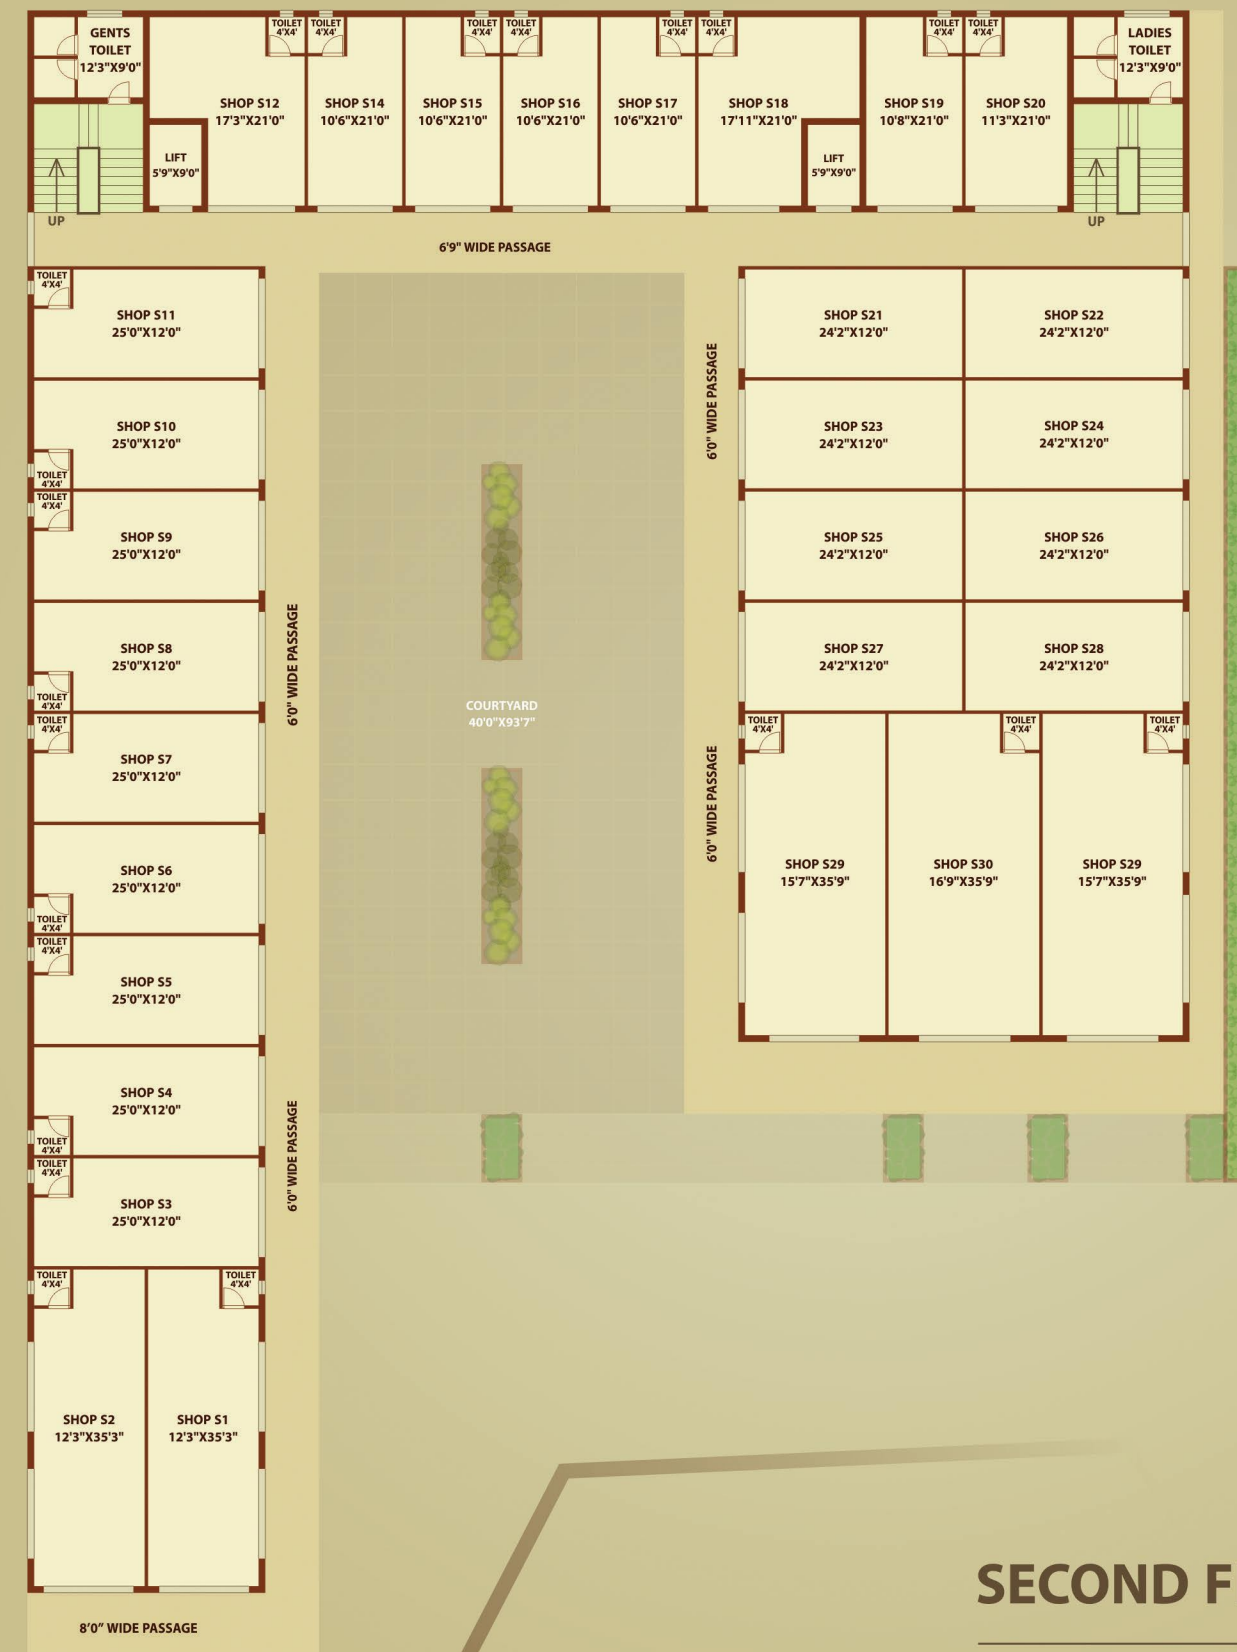 GENTS
TOILET
12'3"X9'0"
TOILET
4'X4'
TOILET
4'X4'
TOILET
4'X4'
TOILET
4'X4'
TOILET
4'X4'
TOILET
4'X4'
TOILET
4'X4'
TOILET
4'X4'
LADIES
TOILET
12'3"X9'0"
SHOP S12
17'3"X21'0"
SHOP S14
10'6"X21'0"
SHOP S15
10'6"X21'0"
SHOP S16
10'6"X21'0"
SHOP S17
10'6"X21'0"
SHOP S18
17'11"X21'0"
SHOP S19
10'8"X21'0"
SHOP S20
11'3"X21'0"
LIFT
5'9"X9'0"
LIFT
5'9"X9'0"
UP
UP
6'9" WIDE PASSAGE
TOILET
4'X4'
SHOP S11
25'0"X12'0"
SHOP S10
25'0"X12'0"
TOILET
4'X4'
TOILET
4'X4'
SHOP S9
25'0"X12'0"
SHOP S8
25'0"X12'0"
TOILET
4'X4'
TOILET
4'X4'
SHOP S7
25'0"X12'0"
SHOP S6
25'0"X12'0"
TOILET
4'X4'
TOILET
4'X4'
SHOP S5
25'0"X12'0"
SHOP S4
25'0"X12'0"
TOILET
4'X4'
TOILET
4'X4'
SHOP S3
25'0"X12'0"
TOILET
4'X4'
TOILET
4'X4'
SHOP S2
12'3"X35'3"
SHOP S1
12'3"X35'3"
8'0" WIDE PASSAGE
6'0" WIDE PASSAGE
6'0" WIDE PASSAGE
COURTYARD
40'0"X93'7"
6'0" WIDE PASSAGE
6'0" WIDE PASSAGE
SHOP S21
24'2"X12'0"
SHOP S22
24'2"X12'0"
SHOP S23
24'2"X12'0"
SHOP S24
24'2"X12'0"
SHOP S25
24'2"X12'0"
SHOP S26
24'2"X12'0"
SHOP S27
24'2"X12'0"
SHOP S28
24'2"X12'0"
TOILET
4'X4'
TOILET
4'X4'
TOILET
4'X4'
SHOP S29
15'7"X35'9"
SHOP S30
16'9"X35'9"
SHOP S29
15'7"X35'9"
SECOND F